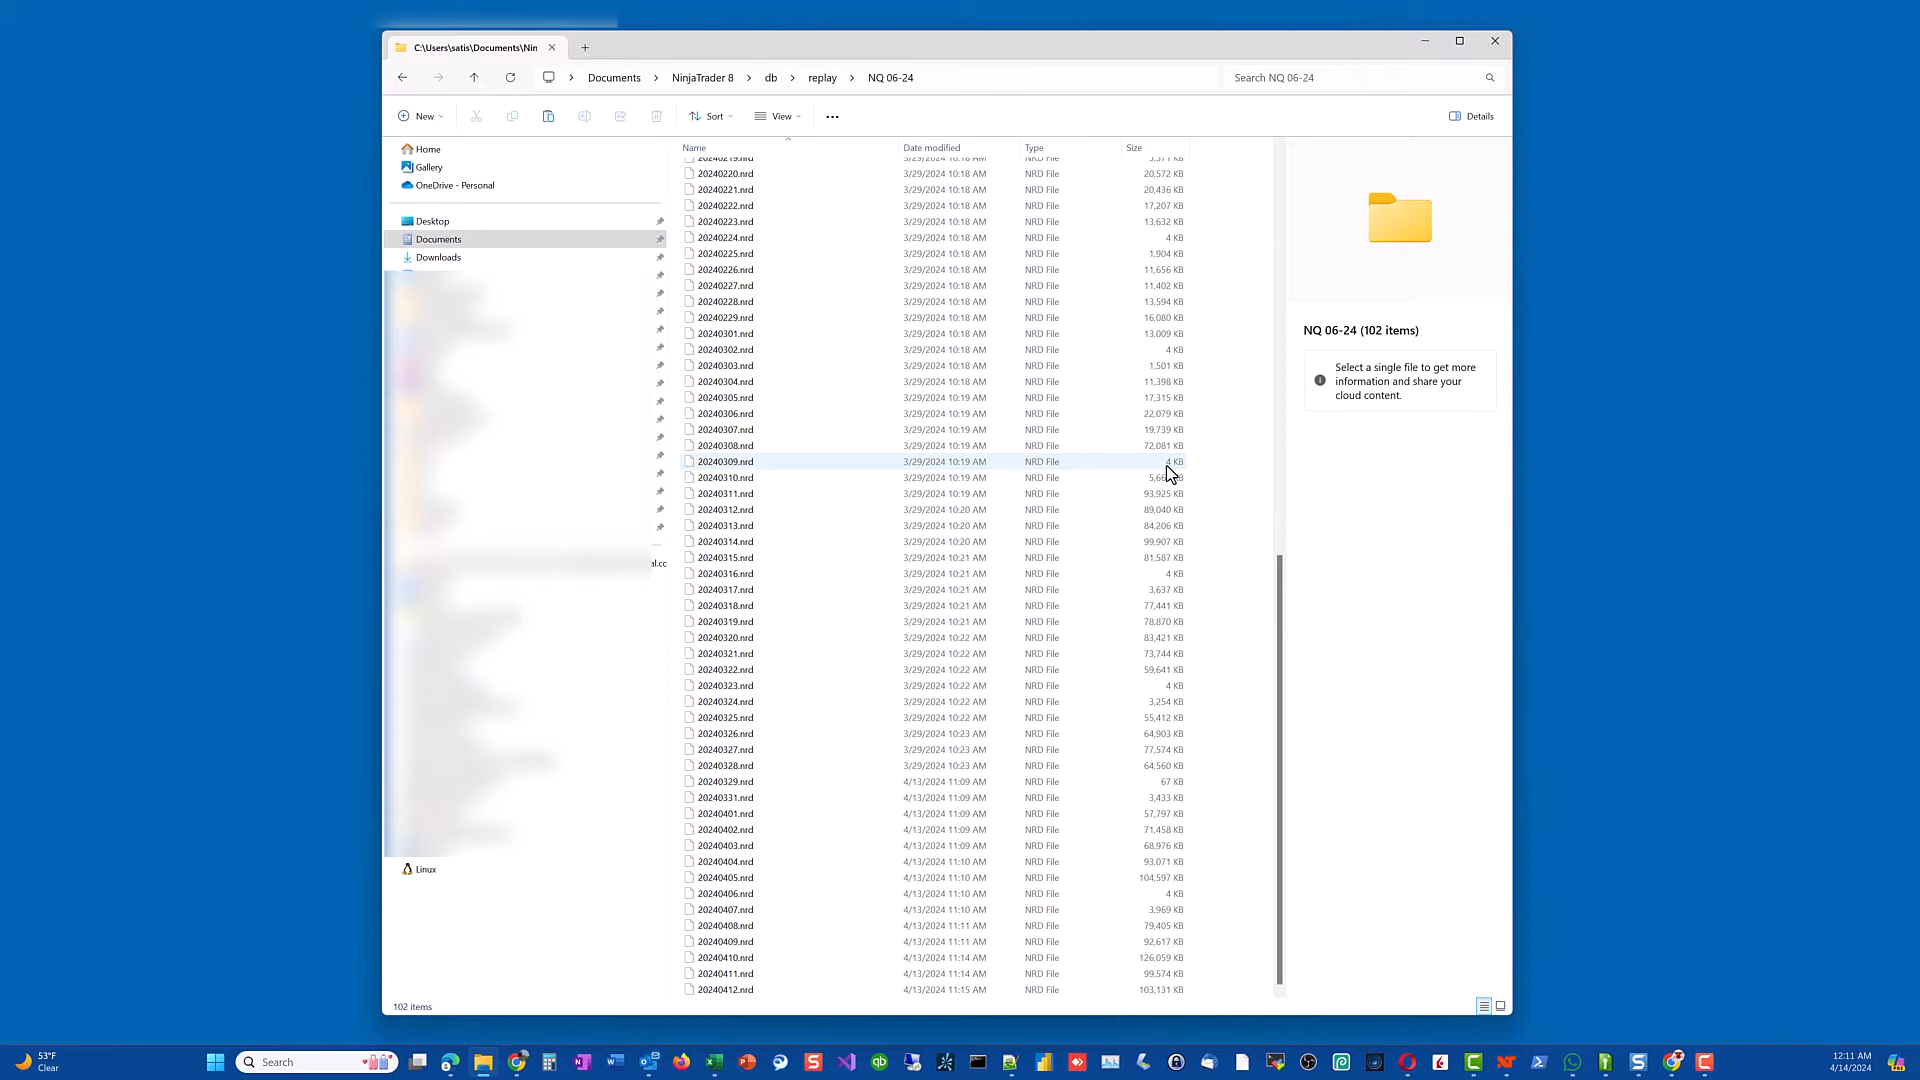 C:\Users\satis\Documents\Nin
Documents > NinjaTrader 8 > db > replay > NQ 06-24
Search NQ 06-24
New
Sort
View
Details
Home
Gallery
OneDrive - Personal
Desktop
Documents
Downloads
al.cc
Linux
Name Date modified Type Size
20240219.nrd 3/29/2024 10:18 AM NRD File 5,371 KB
20240220.nrd 3/29/2024 10:18 AM NRD File 20,572 KB
20240221.nrd 3/29/2024 10:18 AM NRD File 20,436 KB
20240222.nrd 3/29/2024 10:18 AM NRD File 17,207 KB
20240223.nrd 3/29/2024 10:18 AM NRD File 13,632 KB
20240224.nrd 3/29/2024 10:18 AM NRD File 4 KB
20240225.nrd 3/29/2024 10:18 AM NRD File 1,904 KB
20240226.nrd 3/29/2024 10:18 AM NRD File 11,656 KB
20240227.nrd 3/29/2024 10:18 AM NRD File 11,402 KB
20240228.nrd 3/29/2024 10:18 AM NRD File 13,594 KB
20240229.nrd 3/29/2024 10:18 AM NRD File 16,080 KB
20240301.nrd 3/29/2024 10:18 AM NRD File 13,009 KB
20240302.nrd 3/29/2024 10:18 AM NRD File 4 KB
20240303.nrd 3/29/2024 10:18 AM NRD File 1,501 KB
20240304.nrd 3/29/2024 10:18 AM NRD File 11,398 KB
20240305.nrd 3/29/2024 10:19 AM NRD File 17,315 KB
20240306.nrd 3/29/2024 10:19 AM NRD File 22,079 KB
20240307.nrd 3/29/2024 10:19 AM NRD File 19,739 KB
20240308.nrd 3/29/2024 10:19 AM NRD File 72,081 KB
20240309.nrd 3/29/2024 10:19 AM NRD File 4 KB
20240310.nrd 3/29/2024 10:19 AM NRD File
20240311.nrd 3/29/2024 10:19 AM NRD File 93,925 KB
20240312.nrd 3/29/2024 10:20 AM NRD File 89,040 KB
20240313.nrd 3/29/2024 10:20 AM NRD File 84,206 KB
20240314.nrd 3/29/2024 10:20 AM NRD File 99,907 KB
20240315.nrd 3/29/2024 10:21 AM NRD File 81,587 KB
20240316.nrd 3/29/2024 10:21 AM NRD File 4 KB
20240317.nrd 3/29/2024 10:21 AM NRD File 3,637 KB
20240318.nrd 3/29/2024 10:21 AM NRD File 77,441 KB
20240319.nrd 3/29/2024 10:21 AM NRD File 78,870 KB
20240320.nrd 3/29/2024 10:22 AM NRD File 83,421 KB
20240321.nrd 3/29/2024 10:22 AM NRD File 73,744 KB
20240322.nrd 3/29/2024 10:22 AM NRD File 59,641 KB
20240323.nrd 3/29/2024 10:22 AM NRD File 4 KB
20240324.nrd 3/29/2024 10:22 AM NRD File 3,254 KB
20240325.nrd 3/29/2024 10:22 AM NRD File 55,412 KB
20240326.nrd 3/29/2024 10:23 AM NRD File 64,903 KB
20240327.nrd 3/29/2024 10:23 AM NRD File 77,574 KB
20240328.nrd 3/29/2024 10:23 AM NRD File 64,560 KB
20240329.nrd 4/13/2024 11:09 AM NRD File 67 KB
20240331.nrd 4/13/2024 11:09 AM NRD File 3,433 KB
20240401.nrd 4/13/2024 11:09 AM NRD File 57,797 KB
20240402.nrd 4/13/2024 11:09 AM NRD File 71,458 KB
20240403.nrd 4/13/2024 11:09 AM NRD File 68,976 KB
20240404.nrd 4/13/2024 11:10 AM NRD File 93,071 KB
20240405.nrd 4/13/2024 11:10 AM NRD File 104,597 KB
20240406.nrd 4/13/2024 11:10 AM NRD File 4 KB
20240407.nrd 4/13/2024 11:10 AM NRD File 3,969 KB
20240408.nrd 4/13/2024 11:11 AM NRD File 79,405 KB
20240409.nrd 4/13/2024 11:11 AM NRD File 92,617 KB
20240410.nrd 4/13/2024 11:14 AM NRD File 126,059 KB
20240411.nrd 4/13/2024 11:14 AM NRD File 99,574 KB
20240412.nrd 4/13/2024 11:15 AM NRD File 103,131 KB
NQ 06-24 (102 items)
Select a single file to get more
information and share your
cloud content.
102 items
53°F
Clear
Search
12:11 AM
4/14/2024